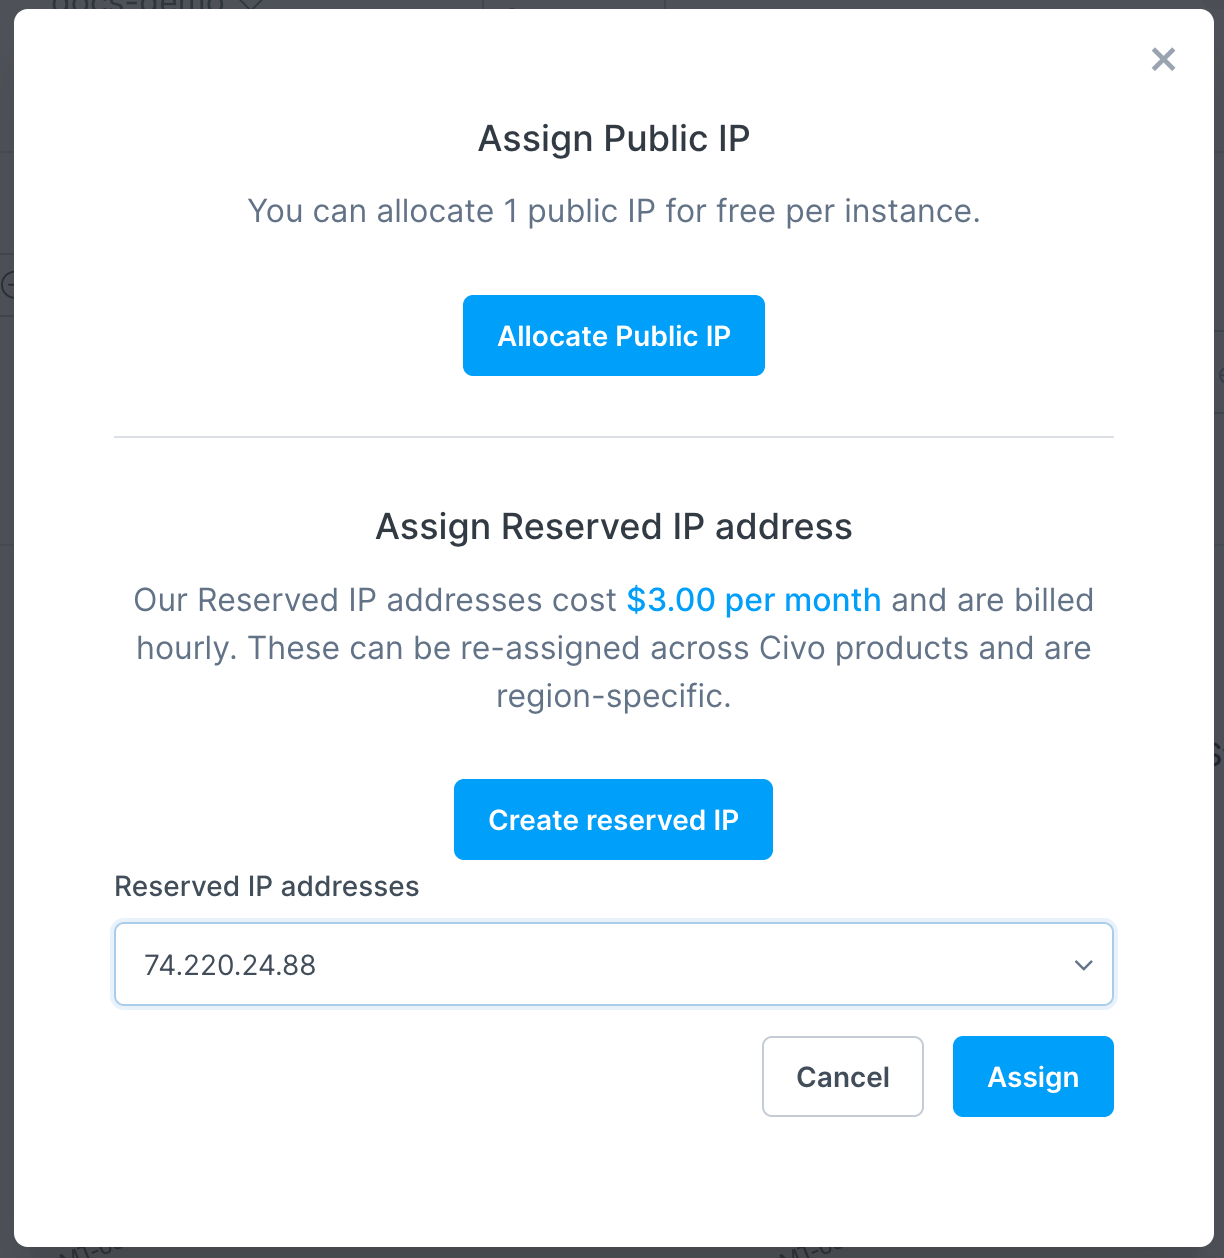 docs-demo
Assign Public IP
You can allocate 1 public IP for free per instance.
Allocate Public IP
Assign Reserved IP address
Our Reserved IP addresses cost $3.00 per month and are billed
hourly. These can be re-assigned across Civo products and are
region-specific.
Create reserved IP
Reserved IP addresses
74.220.24.88
Cancel
Assign